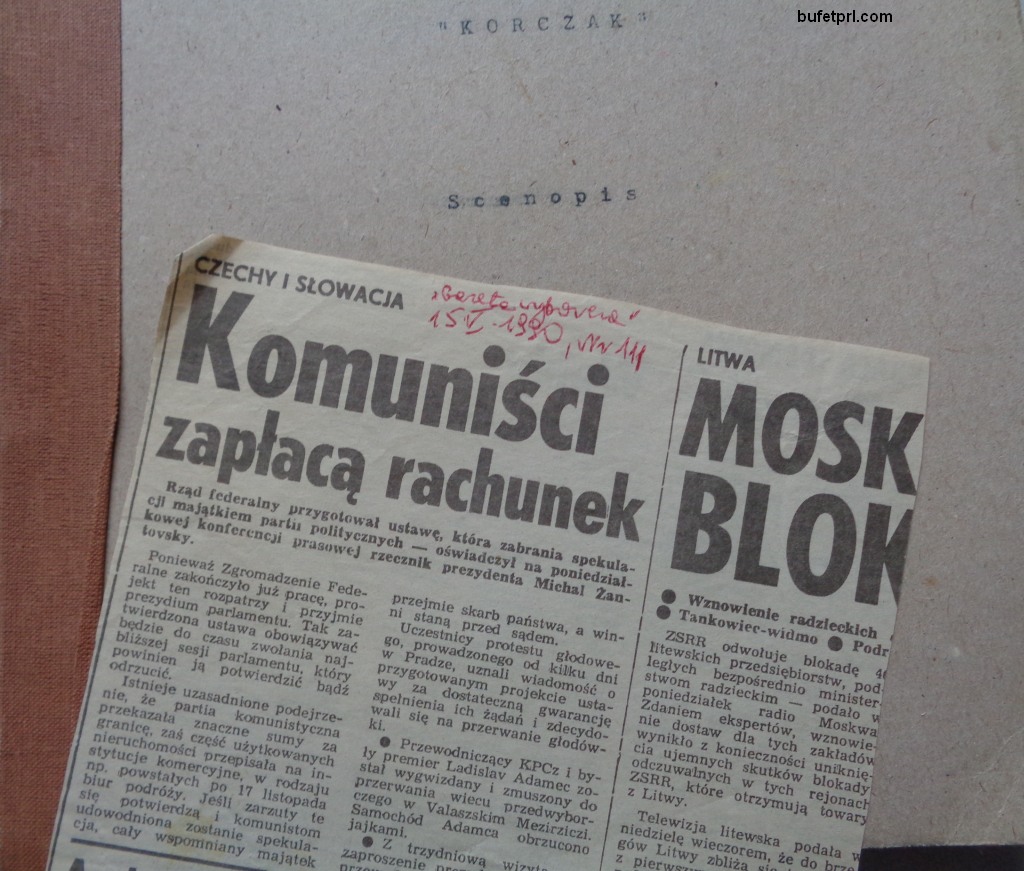 bufetprl.com
"KORCZAK"
Scenopis
CZECHY I SŁOWACJA
"Gazeta wyborcza"
15 V. 1990, Nr 111
Komuniści
zapłacą rachunek
Rząd federalny przygotował ustawę, która zabrania spekula-
cji majątkiem partii politycznych — oświadczył na poniedział-
kowej konferencji prasowej rzecznik prezydenta Michal Żan-
tovsky.
Ponieważ Zgromadzenie Fede-
ralne zakończyło już pracę, pro-
jekt ten rozpatrzy i przyjmie
prezydium parlamentu. Tak za-
twierdzona ustawa obowiązywać
będzie do czasu zwołania naj-
bliższej sesji parlamentu, który
powinien ją potwierdzić bądź
odrzucić.
Istnieje uzasadnione podejrze-
nie, że partia komunistyczna
przekazała znaczne sumy za
granicę, zaś część użytkowanych
nieruchomości przepisała na in-
stytucje komercyjne, w rodzaju
np. powstałych po 17 listopada
biur podróży. Jeśli zarzuty te
się potwierdzą i komunistom
udowodniona zostanie spekula-
cja, cały wspomniany majątek
przejmie skarb państwa, a win-
ni staną przed sądem.
Uczestnicy protestu głodowe-
go, prowadzonego od kilku dni
w Pradze, uznali wiadomość o
przygotowanym projekcie usta-
wy za dostateczną gwarancję
spełnienia ich żądań i zdecydo-
wali się na przerwanie głodów-
ki.
● Przewodniczący KPCz i by-
ły premier Ladislav Adamec zo-
stał wygwizdany i zmuszony do
przerwania wiecu przedwybor-
czego w Valaszskim Mezirziczi.
Samochód Adamca obrzucono
jajkami.
● Z trzydniową wizytą
zaproszenie
LITWA
MOSK
BLOK
● Wznowienie radzieckich
● Tankowiec-widmo ● Podr
ZSRR odwołuje blokadę
litewskich przedsiębiorstw, pod-
ległych bezpośrednio minister-
stwom radzieckim — podało w
poniedziałek radio Moskwa.
Zdaniem ekspertów, wznowie-
nie dostaw dla tych zakładów
wynikło z konieczności uniknię-
cia ujemnych skutków blokady
odczuwalnych w tych rejonach
ZSRR, które otrzymują towary
z Litwy.
Telewizja litewska podała w
niedzielę wieczorem, że do brze-
gów Litwy zbliża się
z pierwszym